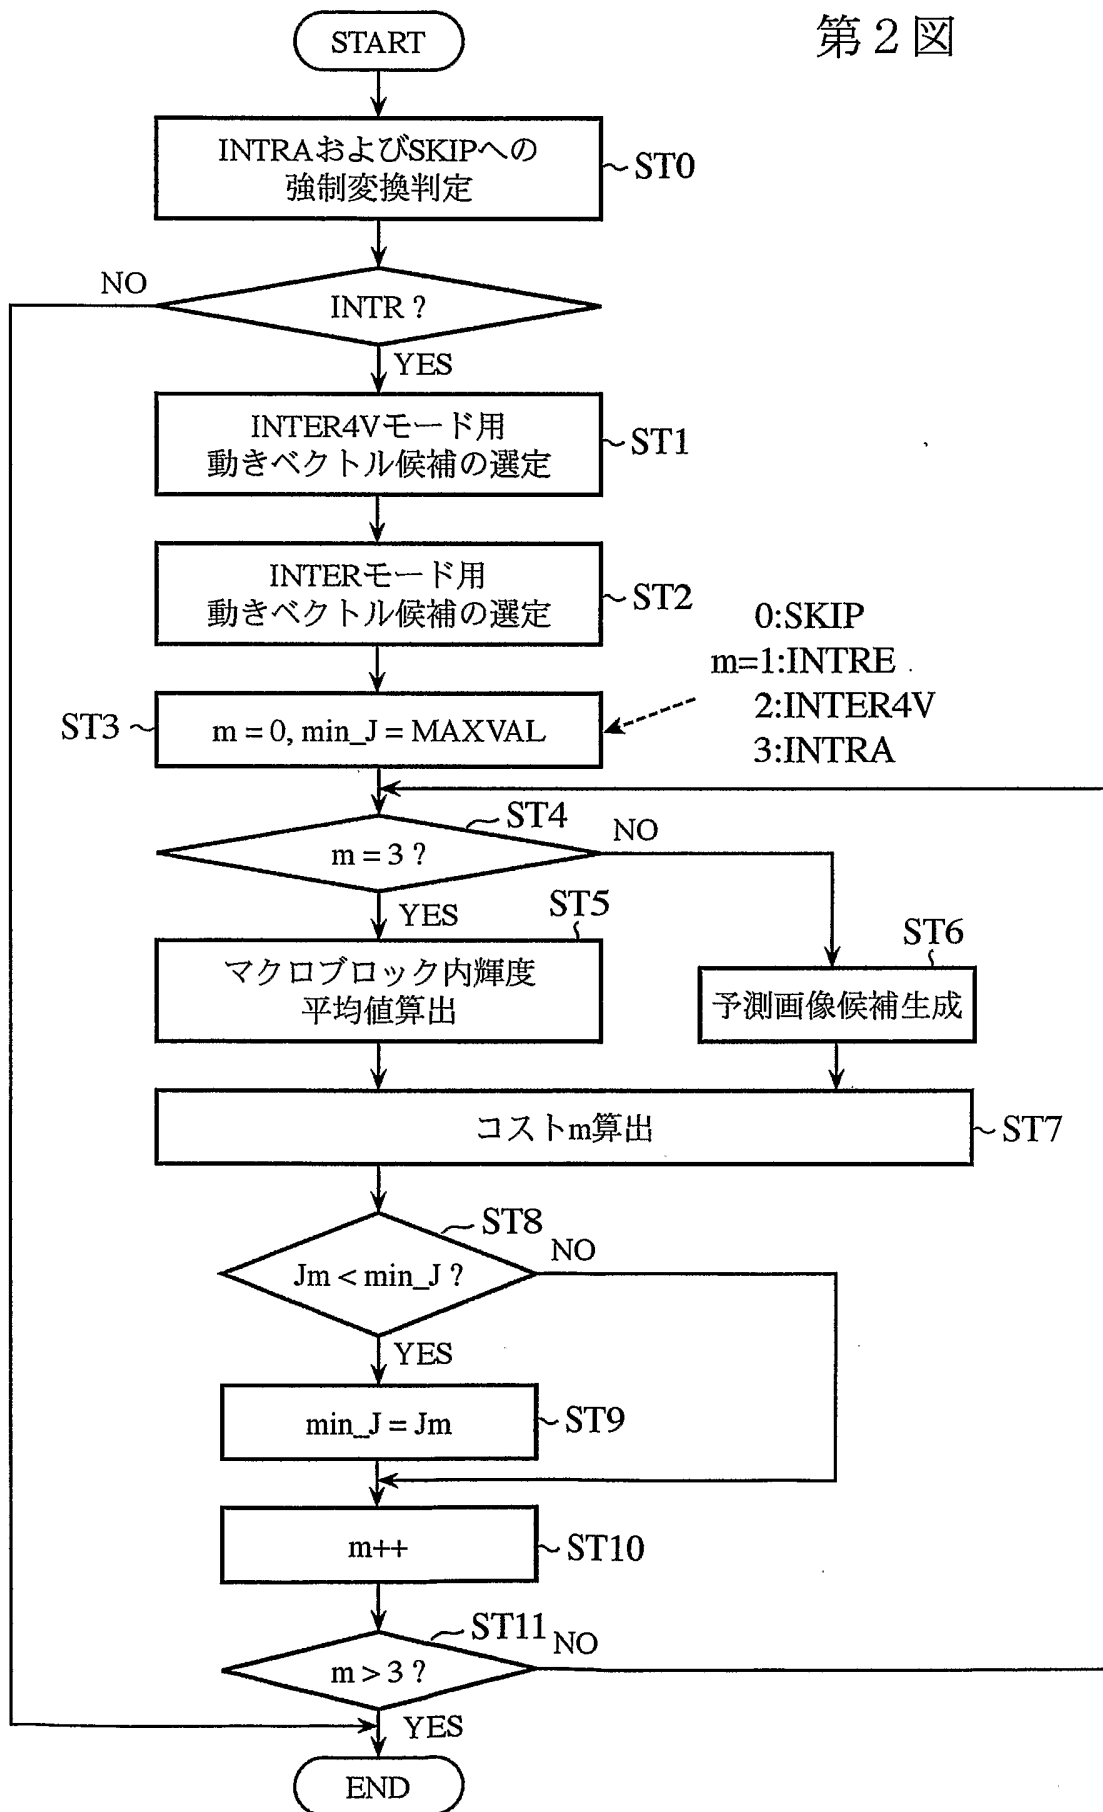 第2図
START
INTRAおよびSKIPへの
強制変換判定
ST0
NO
INTR ?
YES
INTER4Vモード用
動きベクトル候補の選定
ST1
INTERモード用
動きベクトル候補の選定
ST2
0:SKIP
m=1:INTRE
2:INTER4V
3:INTRA
ST3
m = 0, min_J = MAXVAL
ST4
m = 3 ?
NO
YES
ST5
マクロブロック内輝度
平均値算出
ST6
予測画像候補生成
コストm算出
ST7
ST8
Jm < min_J ?
NO
YES
min_J = Jm
ST9
m++
ST10
ST11
m > 3 ?
NO
YES
END